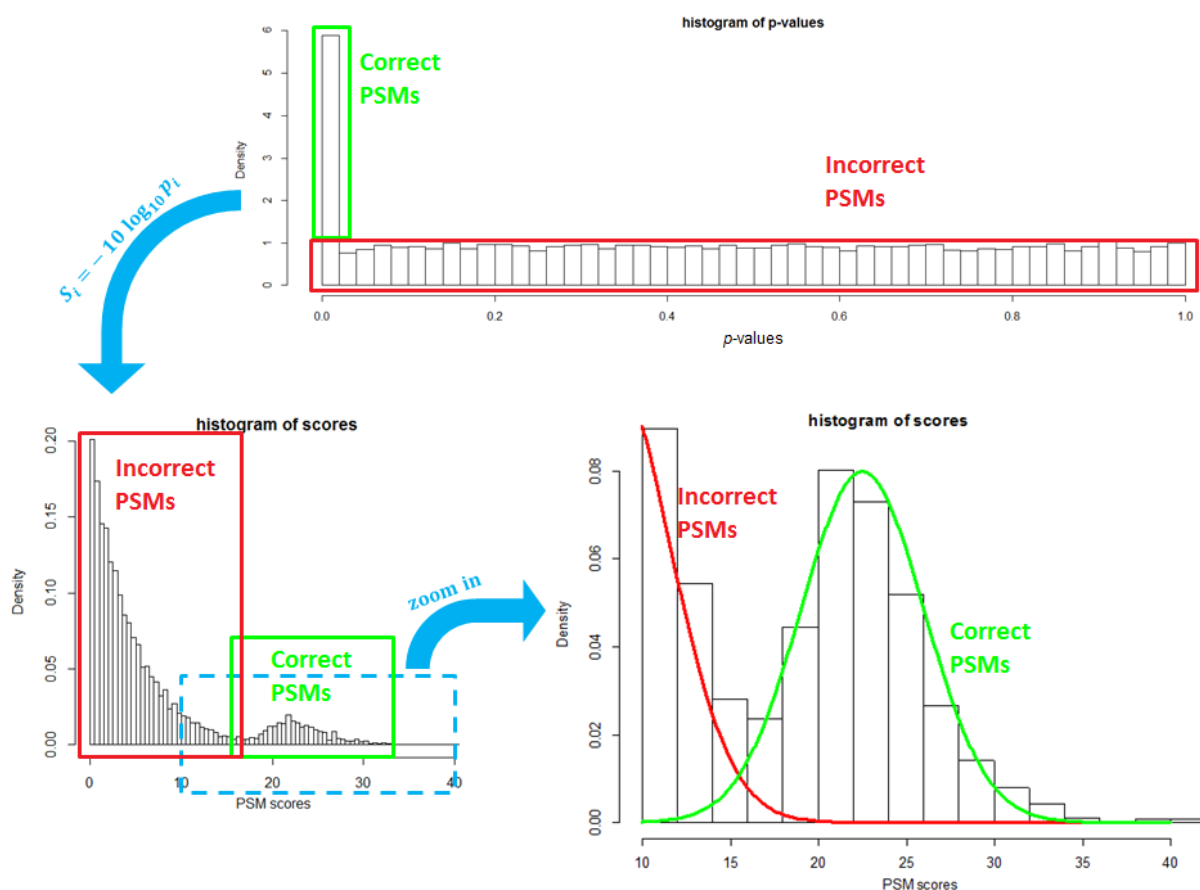 histogram of p-values
6
5
4
3
2
1
0
Density
Correct
PSMs
Incorrect
PSMs
0.0 0.2 0.4 0.6 0.8 1.0
p-values
S_i = −10 log_10 p_i
histogram of scores
0.20
0.15
0.10
0.05
0.00
Density
Incorrect
PSMs
Correct
PSMs
0 10 20 30 40
PSM scores
zoom in
histogram of scores
0.08
0.06
0.04
0.02
0.00
Density
Incorrect
PSMs
Correct
PSMs
10 15 20 25 30 35 40
PSM scores